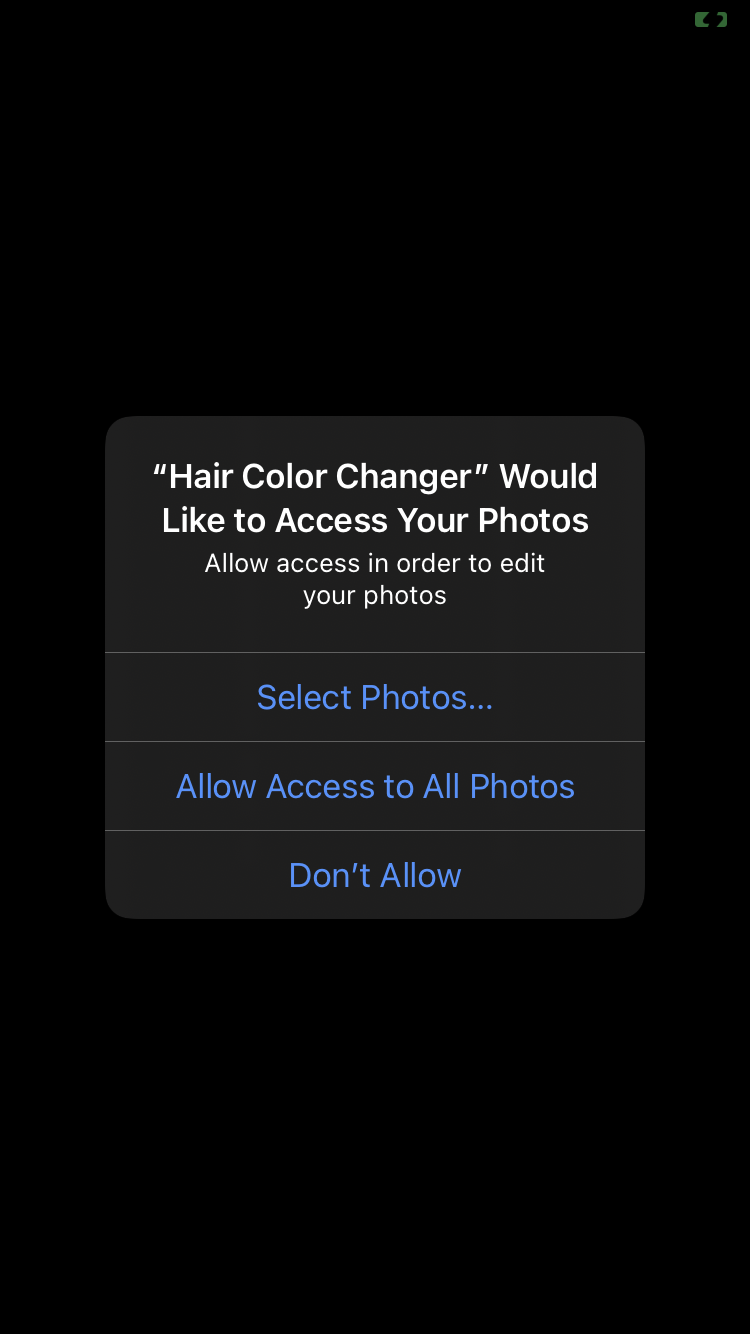 “Hair Color Changer” Would
Like to Access Your Photos
Allow access in order to edit
your photos
Select Photos...
Allow Access to All Photos
Don’t Allow